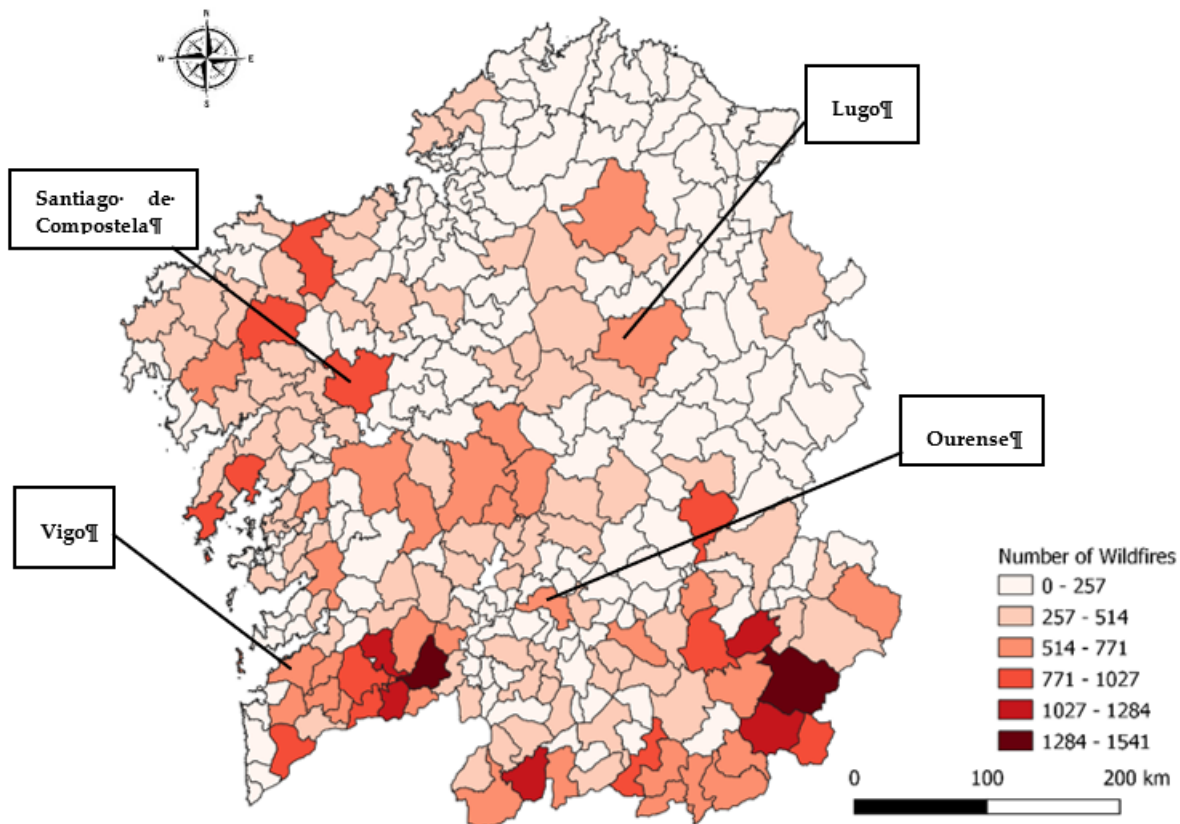 N
W E
S
Lugo¶
Santiago· de·
Compostela¶
Ourense¶
Vigo¶
Number of Wildfires
0 - 257
257 - 514
514 - 771
771 - 1027
1027 - 1284
1284 - 1541
0 100 200 km